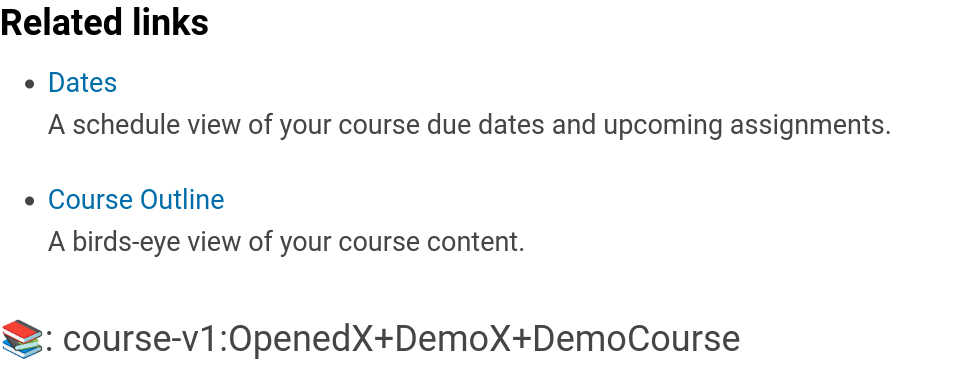 Related links
Dates
A schedule view of your course due dates and upcoming assignments.
Course Outline
A birds-eye view of your course content.
📚: course-v1:OpenedX+DemoX+DemoCourse